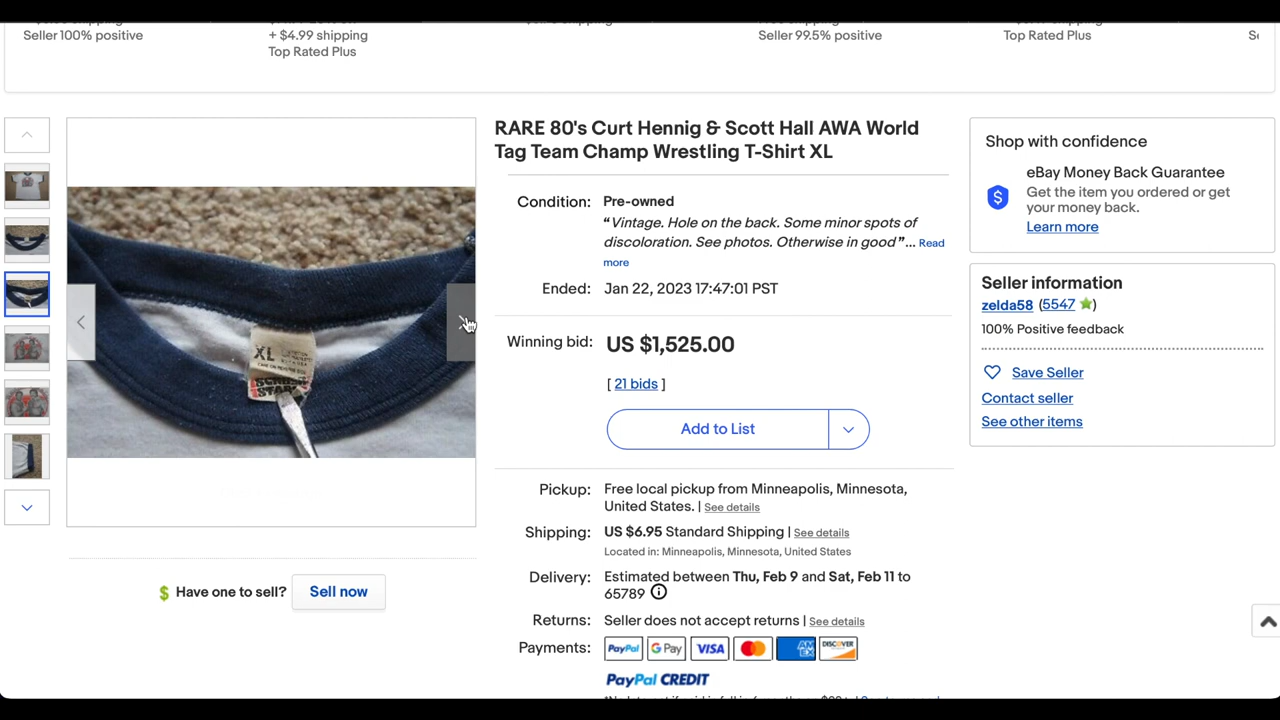 Seller 100% positive
+ $4.99 shipping
Top Rated Plus
Seller 99.5% positive
Top Rated Plus
RARE 80's Curt Hennig & Scott Hall AWA World
Tag Team Champ Wrestling T-Shirt XL
Condition: Pre-owned
“Vintage. Hole on the back. Some minor spots of
discoloration. See photos. Otherwise in good”... Read
more
Ended: Jan 22, 2023 17:47:01 PST
Winning bid: US $1,525.00
[ 21 bids ]
Add to List
Pickup: Free local pickup from Minneapolis, Minnesota,
United States. | See details
Shipping: US $6.95 Standard Shipping | See details
Located in: Minneapolis, Minnesota, United States
Delivery: Estimated between Thu, Feb 9 and Sat, Feb 11 to
65789
Returns: Seller does not accept returns | See details
Payments: PayPal G Pay VISA AM EX DISCOVER
PayPal CREDIT
Shop with confidence
eBay Money Back Guarantee
Get the item you ordered or get
your money back.
Learn more
Seller information
zelda58 (5547)
100% Positive feedback
Save Seller
Contact seller
See other items
XL
$ Have one to sell? Sell now